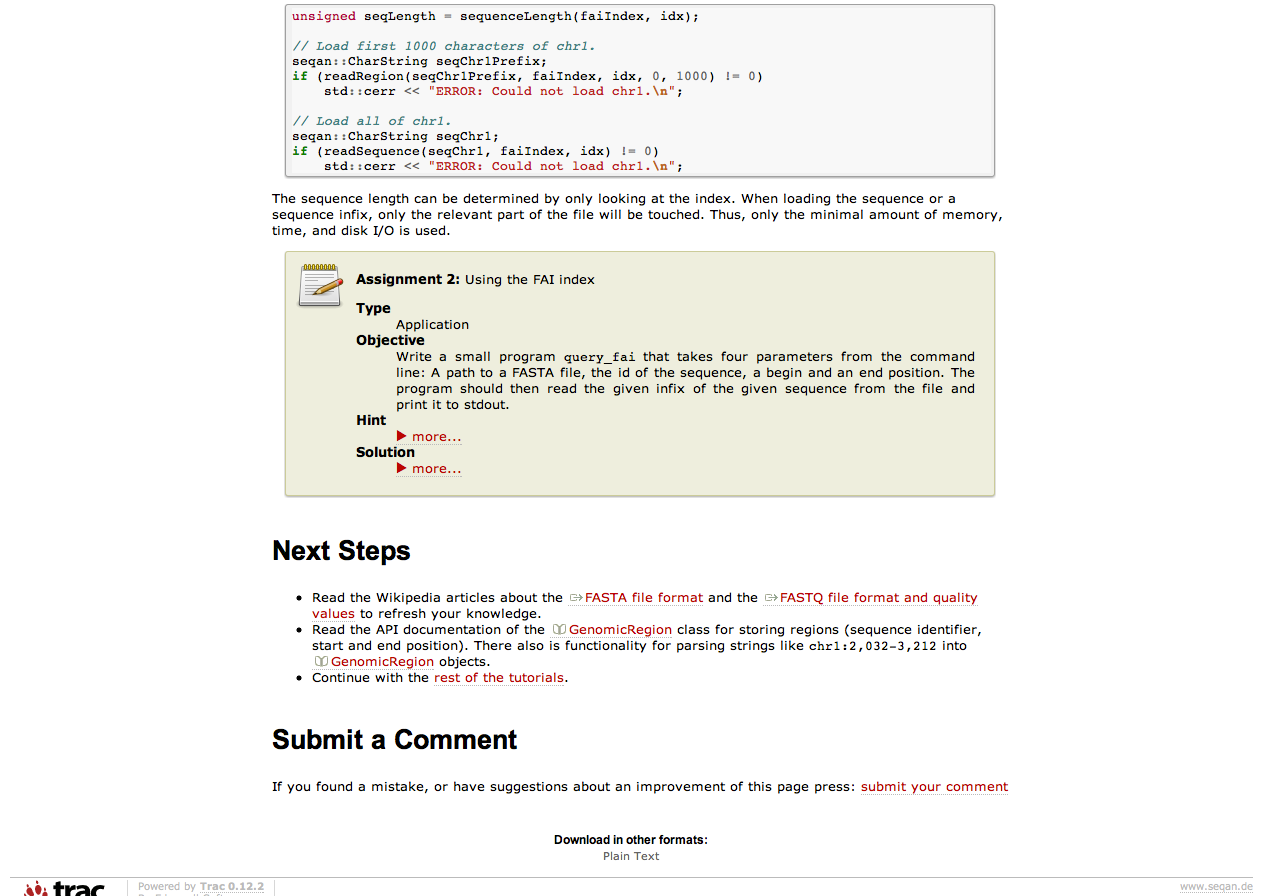 unsigned seqLength = sequenceLength(faiIndex, idx);
// Load first 1000 characters of chr1.
seqan::CharString seqChr1Prefix;
if (readRegion(seqChr1Prefix, faiIndex, idx, 0, 1000) != 0)
    std::cerr << "ERROR: Could not load chr1.\n";
// Load all of chr1.
seqan::CharString seqChr1;
if (readSequence(seqChr1, faiIndex, idx) != 0)
    std::cerr << "ERROR: Could not load chr1.\n";
The sequence length can be determined by only looking at the index. When loading the sequence or a
sequence infix, only the relevant part of the file will be touched. Thus, only the minimal amount of memory,
time, and disk I/O is used.
Assignment 2: Using the FAI index
Type
Application
Objective
Write a small program query_fai that takes four parameters from the command
line: A path to a FASTA file, the id of the sequence, a begin and an end position. The
program should then read the given infix of the given sequence from the file and
print it to stdout.
Hint
more...
Solution
more...
Next Steps
• Read the Wikipedia articles about the FASTA file format and the FASTQ file format and quality
values to refresh your knowledge.
• Read the API documentation of the GenomicRegion class for storing regions (sequence identifier,
start and end position). There also is functionality for parsing strings like chr1:2,032-3,212 into
GenomicRegion objects.
• Continue with the rest of the tutorials.
Submit a Comment
If you found a mistake, or have suggestions about an improvement of this page press: submit your comment
Download in other formats:
Plain Text
trac
Powered by Trac 0.12.2
www.seqan.de